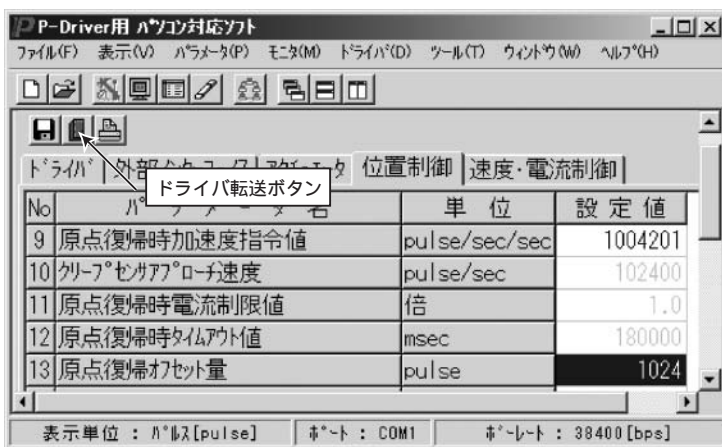 P-Driver用 パソコン対応ソフト
ファイル(F) 表示(V) パラメータ(P) モニタ(M) ドライバ(D) ツール(T) ウィンドウ(W) ヘルプ(H)
ドライバ 位置制御 速度・電流制御
ドライバ転送ボタン
No 単 位 設 定 値
9 原点復帰時加速度指令値 pulse/sec/sec 1004201
10 クリープセンサアプローチ速度 pulse/sec 102400
11 原点復帰時電流制限値 倍 1.0
12 原点復帰時タイムアウト値 msec 180000
13 原点復帰オフセット量 pulse 1024
表示単位 : パルス[pulse] ポート : COM1 ボーレート : 38400[bps]